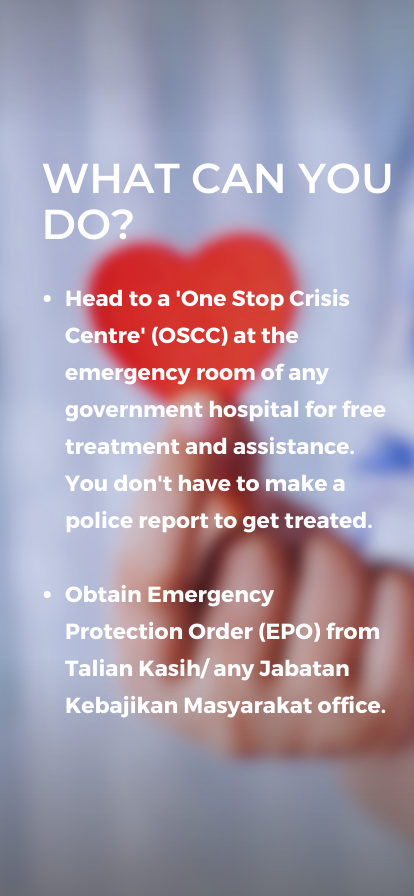 WHAT CAN YOU
DO?
• Head to a 'One Stop Crisis
Centre' (OSCC) at the
emergency room of any
government hospital for free
treatment and assistance.
You don't have to make a
police report to get treated.
• Obtain Emergency
Protection Order (EPO) from
Talian Kasih/ any Jabatan
Kebajikan Masyarakat office.